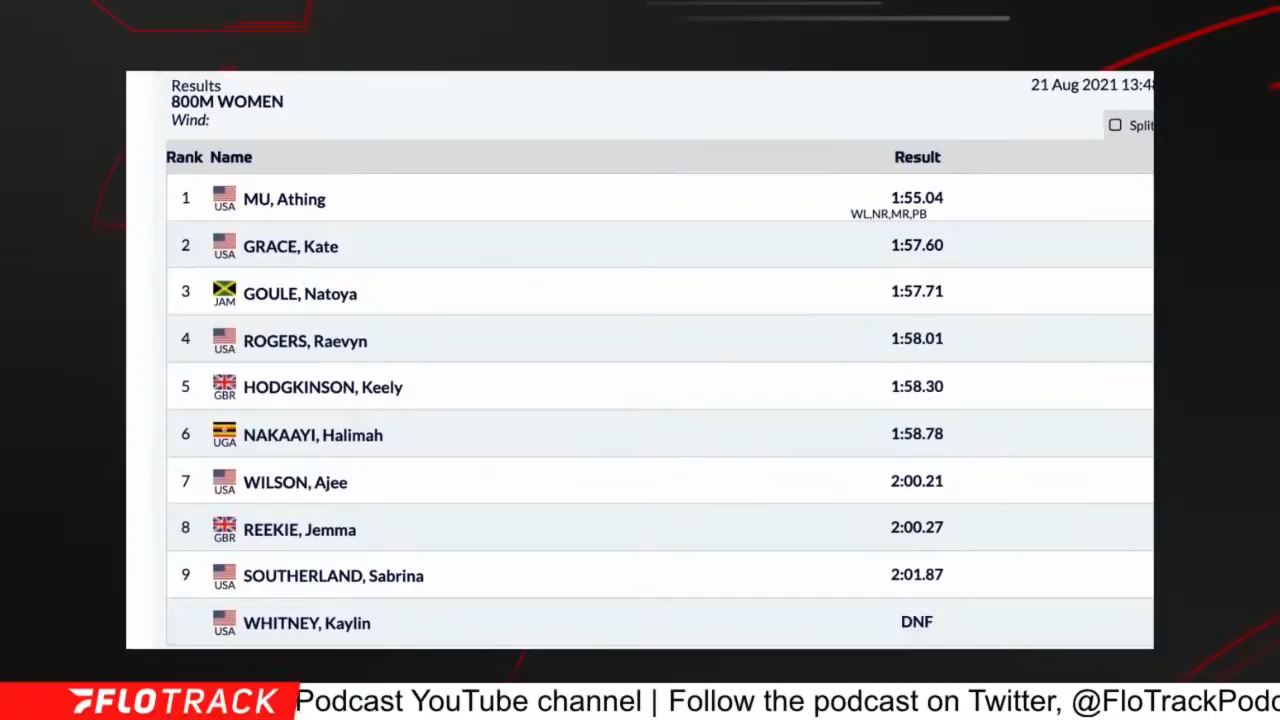 Results 21 Aug 2021 13:48
800M WOMEN
Wind:
Split
Rank Name Result
1 USA MU, Athing 1:55.04
WL,NR,MR,PB
2 USA GRACE, Kate 1:57.60
3 JAM GOULE, Natoya 1:57.71
4 USA ROGERS, Raevyn 1:58.01
5 GBR HODGKINSON, Keely 1:58.30
6 UGA NAKAAYI, Halimah 1:58.78
7 USA WILSON, Ajee 2:00.21
8 GBR REEKIE, Jemma 2:00.27
9 USA SOUTHERLAND, Sabrina 2:01.87
USA WHITNEY, Kaylin DNF
FLOTRACK Podcast YouTube channel | Follow the podcast on Twitter, @FloTrackPodc